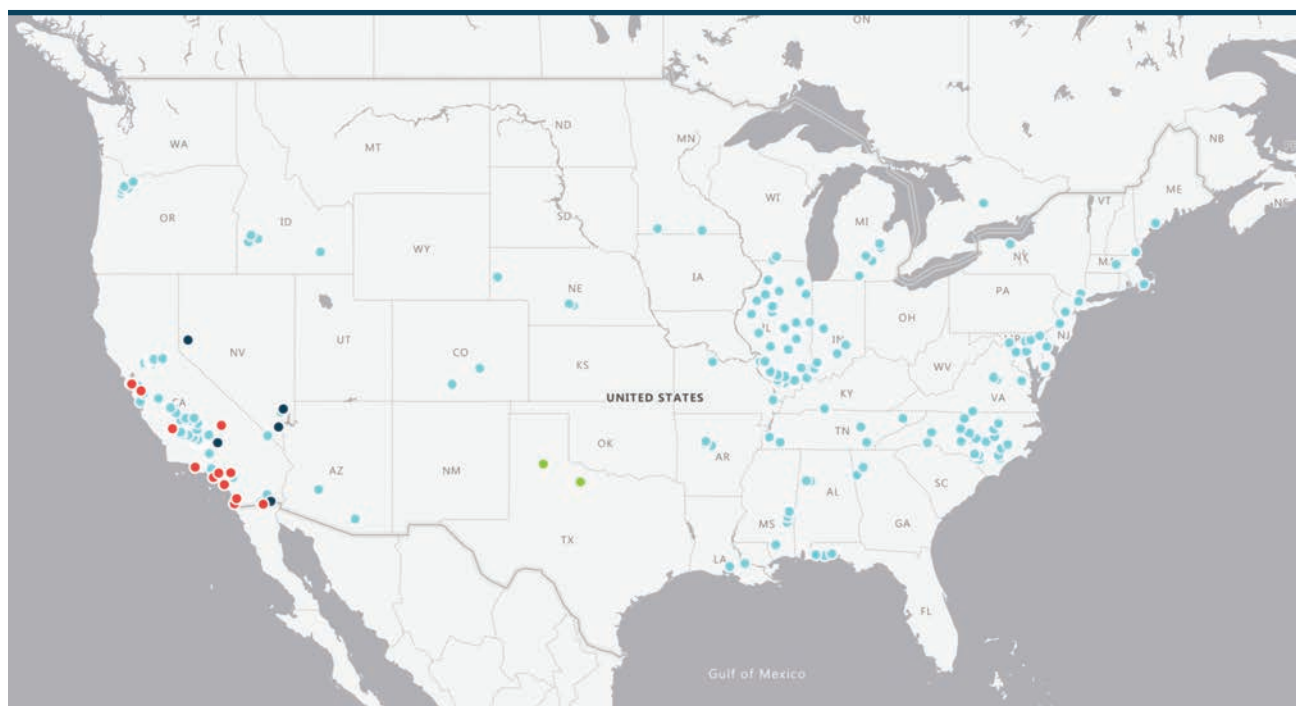 ON
WA
MT
ND
MN
NB
ME
VT
OR
ID
SD
WI
MI
NY
MA
WY
IA
PA
NE
OH
NJ
NV
UT
CO
IL
IN
WV
KS
UNITED STATES
KY
VA
CA
OK
TN
AZ
NM
AR
SC
AL
MS
GA
TX
LA
FL
Gulf of Mexico